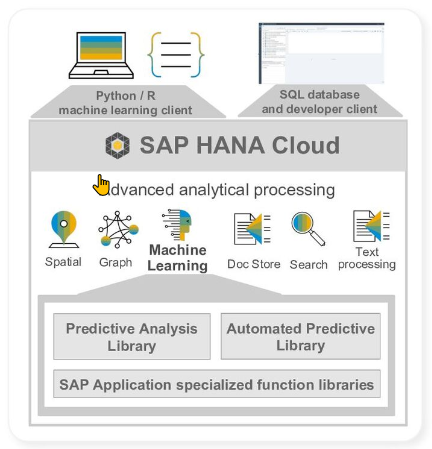 Python / R
machine learning client
SQL database
and developer client
SAP HANA Cloud
dvanced analytical processing
Spatial
Graph
Machine
Learning
Doc Store
Search
Text
processing
Predictive Analysis
Library
Automated Predictive
Library
SAP Application specialized function libraries